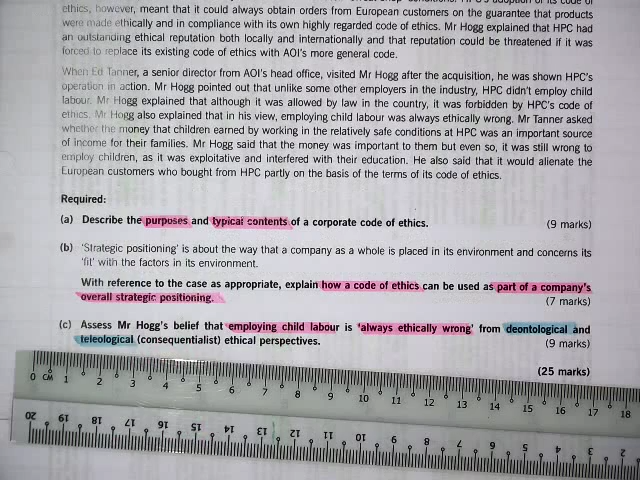 ethics, however, meant that it could always obtain orders from European customers on the guarantee that products
were made ethically and in compliance with its own highly regarded code of ethics. Mr Hogg explained that HPC had
an outstanding ethical reputation both locally and internationally and that reputation could be threatened if it was
forced to replace its existing code of ethics with AOI's more general code.
When Ed Tanner, a senior director from AOI's head office, visited Mr Hogg after the acquisition, he was shown HPC's
operation in action. Mr Hogg pointed out that unlike some other employers in the industry, HPC didn't employ child
labour. Mr Hogg explained that although it was allowed by law in the country, it was forbidden by HPC's code of
ethics. Mr Hogg also explained that in his view, employing child labour was always ethically wrong. Mr Tanner asked
whether the money that children earned by working in the relatively safe conditions at HPC was an important source
of income for their families. Mr Hogg said that the money was important to them but even so, it was still wrong to
employ children, as it was exploitative and interfered with their education. He also said that it would alienate the
European customers who bought from HPC partly on the basis of the terms of its code of ethics.
Required:
(a) Describe the purposes and typical contents of a corporate code of ethics. (9 marks)
(b) 'Strategic positioning' is about the way that a company as a whole is placed in its environment and concerns its
'fit' with the factors in its environment.
With reference to the case as appropriate, explain how a code of ethics can be used as part of a company's
overall strategic positioning. (7 marks)
(c) Assess Mr Hogg's belief that employing child labour is 'always ethically wrong' from deontological and
teleological (consequentialist) ethical perspectives. (9 marks)
(25 marks)
0 CM 1 2 3 4 5 6 7 8 9 10 11 12 13 14 15 16 17 18
20 19 18 17 16 15 14 13 12 11 10 9 8 7 6 5 4 3 2